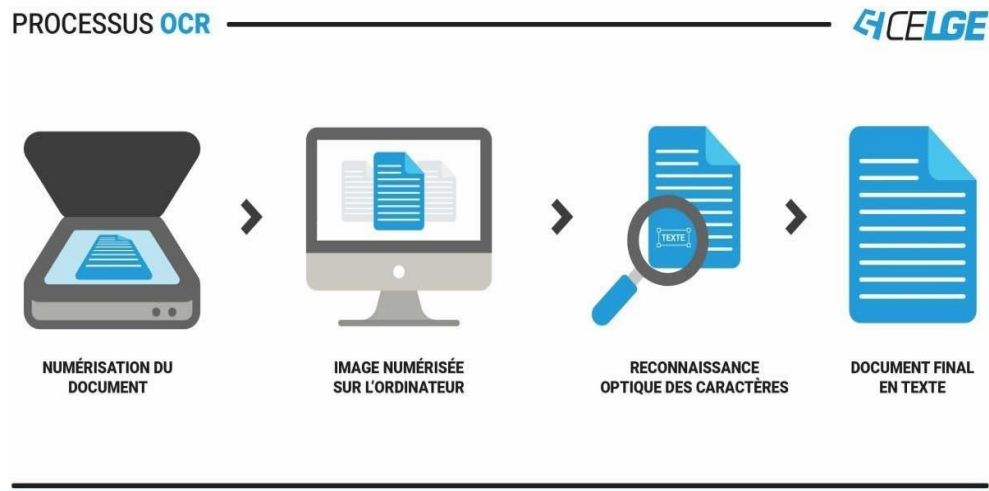 PROCESSUS OCR
CELGE
NUMÉRISATION DU
DOCUMENT
IMAGE NUMÉRISÉE
SUR L'ORDINATEUR
TEXTE
RECONNAISSANCE
OPTIQUE DES CARACTÈRES
DOCUMENT FINAL
EN TEXTE